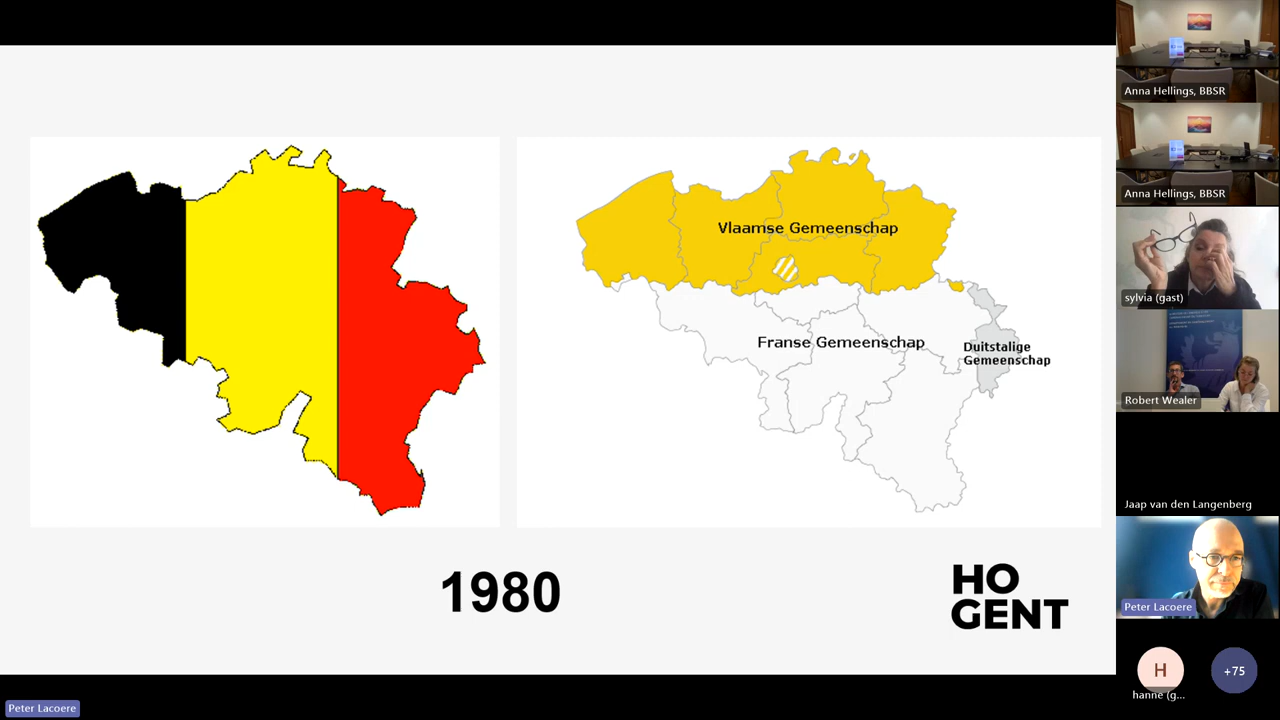 Vlaamse Gemeenschap
Franse Gemeenschap
Duitstalige
Gemeenschap
1980
HO
GENT
Anna Hellings, BBSR
Anna Hellings, BBSR
sylvia (gast)
Robert Wealer
Jaap van den Langenberg
Peter Lacoere
H
+75
hanne (g...
Peter Lacoere